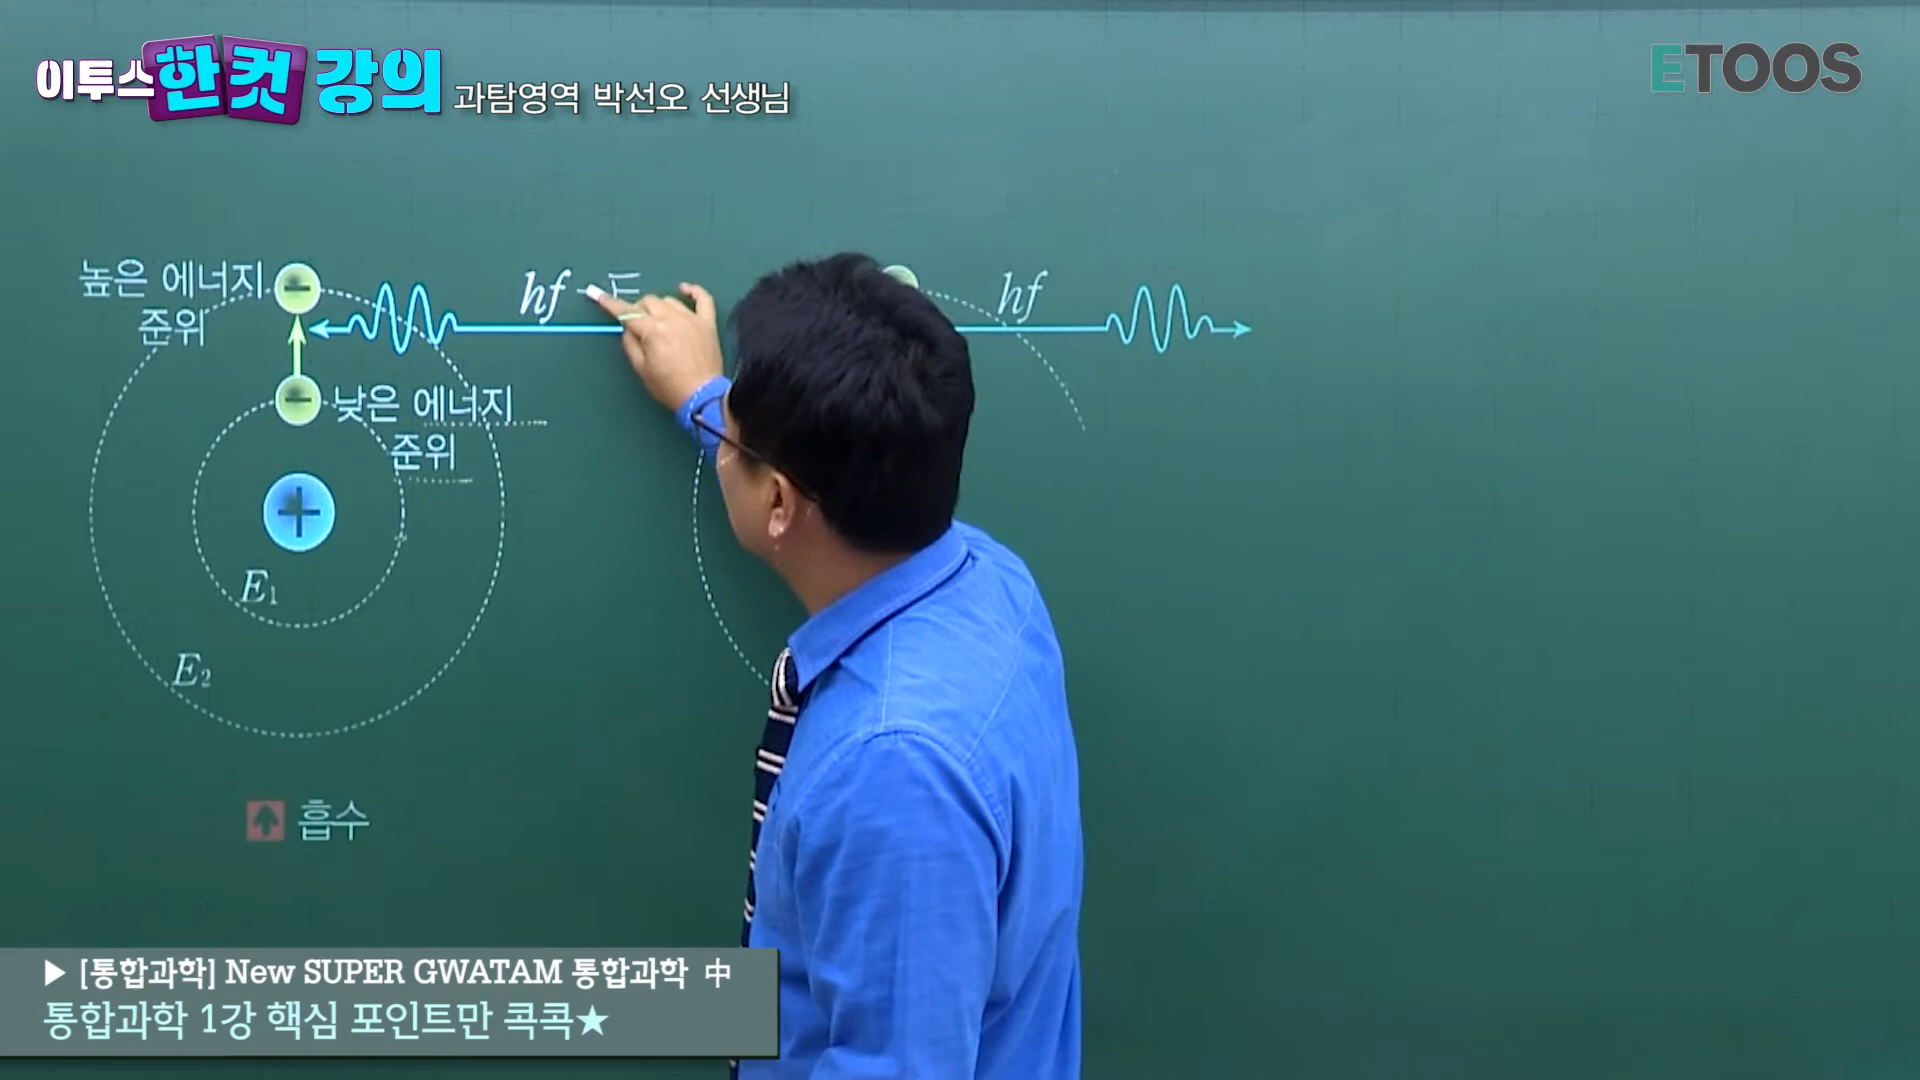 이투스 한컷 강의 과탐영역 박선오 선생님
ETOOS
높은 에너지
준위
hf = E
hf
낮은 에너지
준위
E₁
E₂
흡수
▶ [통합과학] New SUPER GWATAM 통합과학 中
통합과학 1강 핵심 포인트만 콕콕★